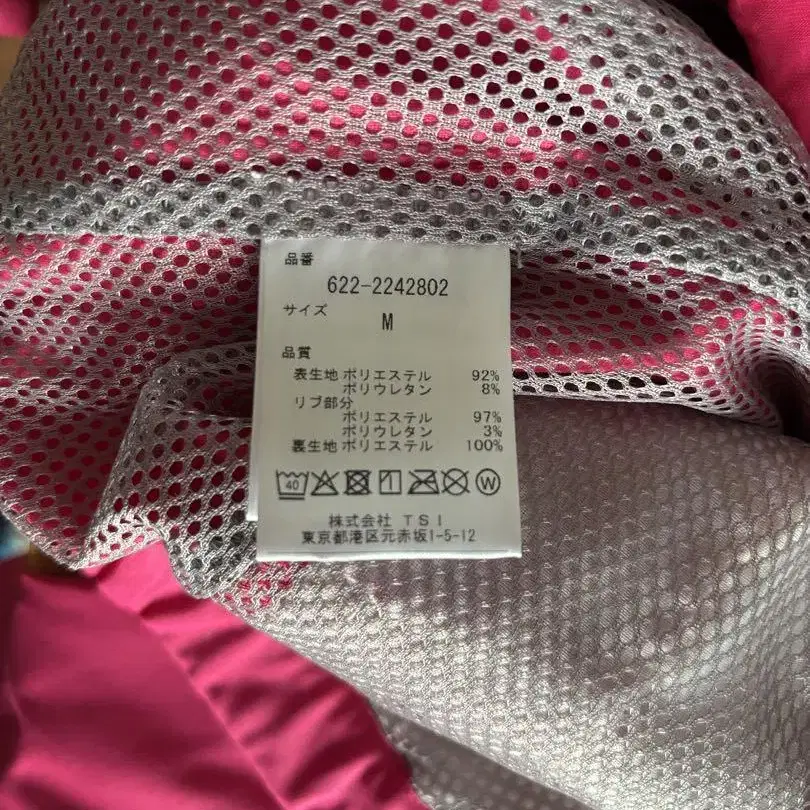 品番
622-2242802
サイズ
M
品質
表生地 ポリエステル 92%
ポリウレタン 8%
リブ部分
ポリエステル 97%
ポリウレタン 3%
裏生地 ポリエステル 100%
40 W
株式会社 TSI
東京都港区元赤坂1-5-12